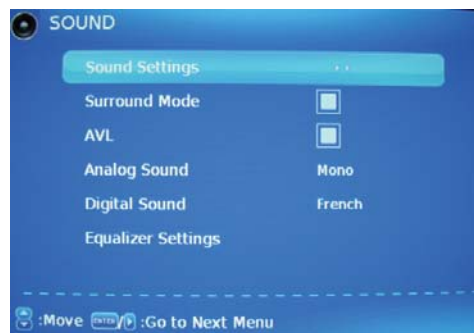 SOUND
Sound Settings
Surround Mode
AVL
Analog Sound Mono
Digital Sound French
Equalizer Settings
:Move ENTER/ :Go to Next Menu